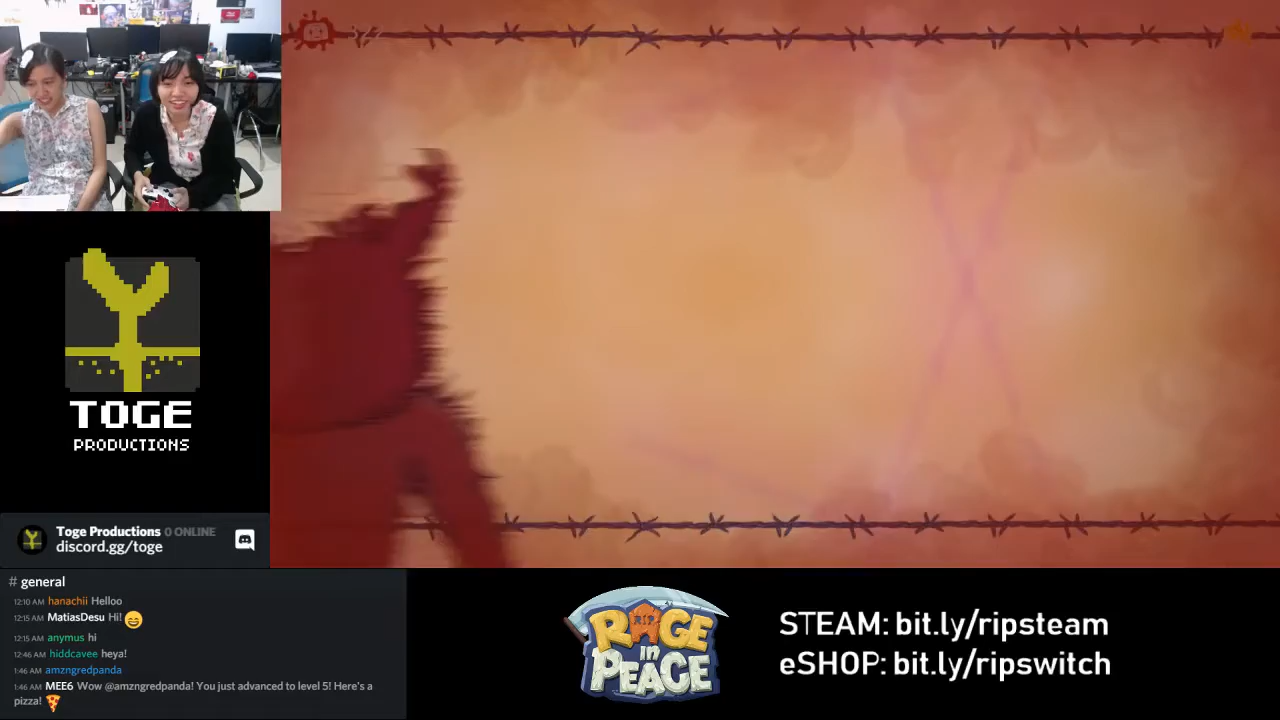 322
TOGE
PRODUCTIONS
Toge Productions 0 ONLINE
discord.gg/toge
# general
12:10 AM hanachii Helloo
12:15 AM MatiasDesu Hi! 😄
12:15 AM anymus hi
12:46 AM hiddcavee heya!
1:46 AM amzngredpanda
1:46 AM MEE6 Wow @amzngredpanda! You just advanced to level 5! Here's a
pizza! 🍕
RIP
RAGE
in
PEACE
STEAM: bit.ly/ripsteam
eSHOP: bit.ly/ripswitch